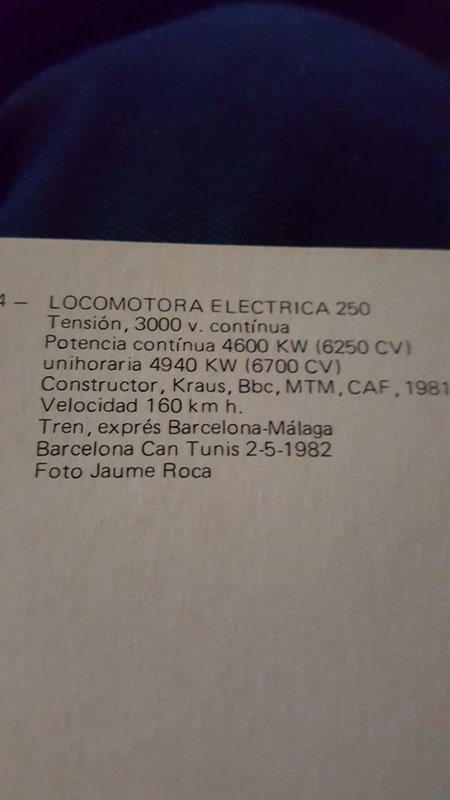 4 – LOCOMOTORA ELECTRICA 250
Tensión, 3000 v. contínua
Potencia contínua 4600 KW (6250 CV)
unihoraria 4940 KW (6700 CV)
Constructor, Kraus, Bbc, MTM, CAF, 1981
Velocidad 160 km h.
Tren, exprés Barcelona-Málaga
Barcelona Can Tunis 2-5-1982
Foto Jaume Roca